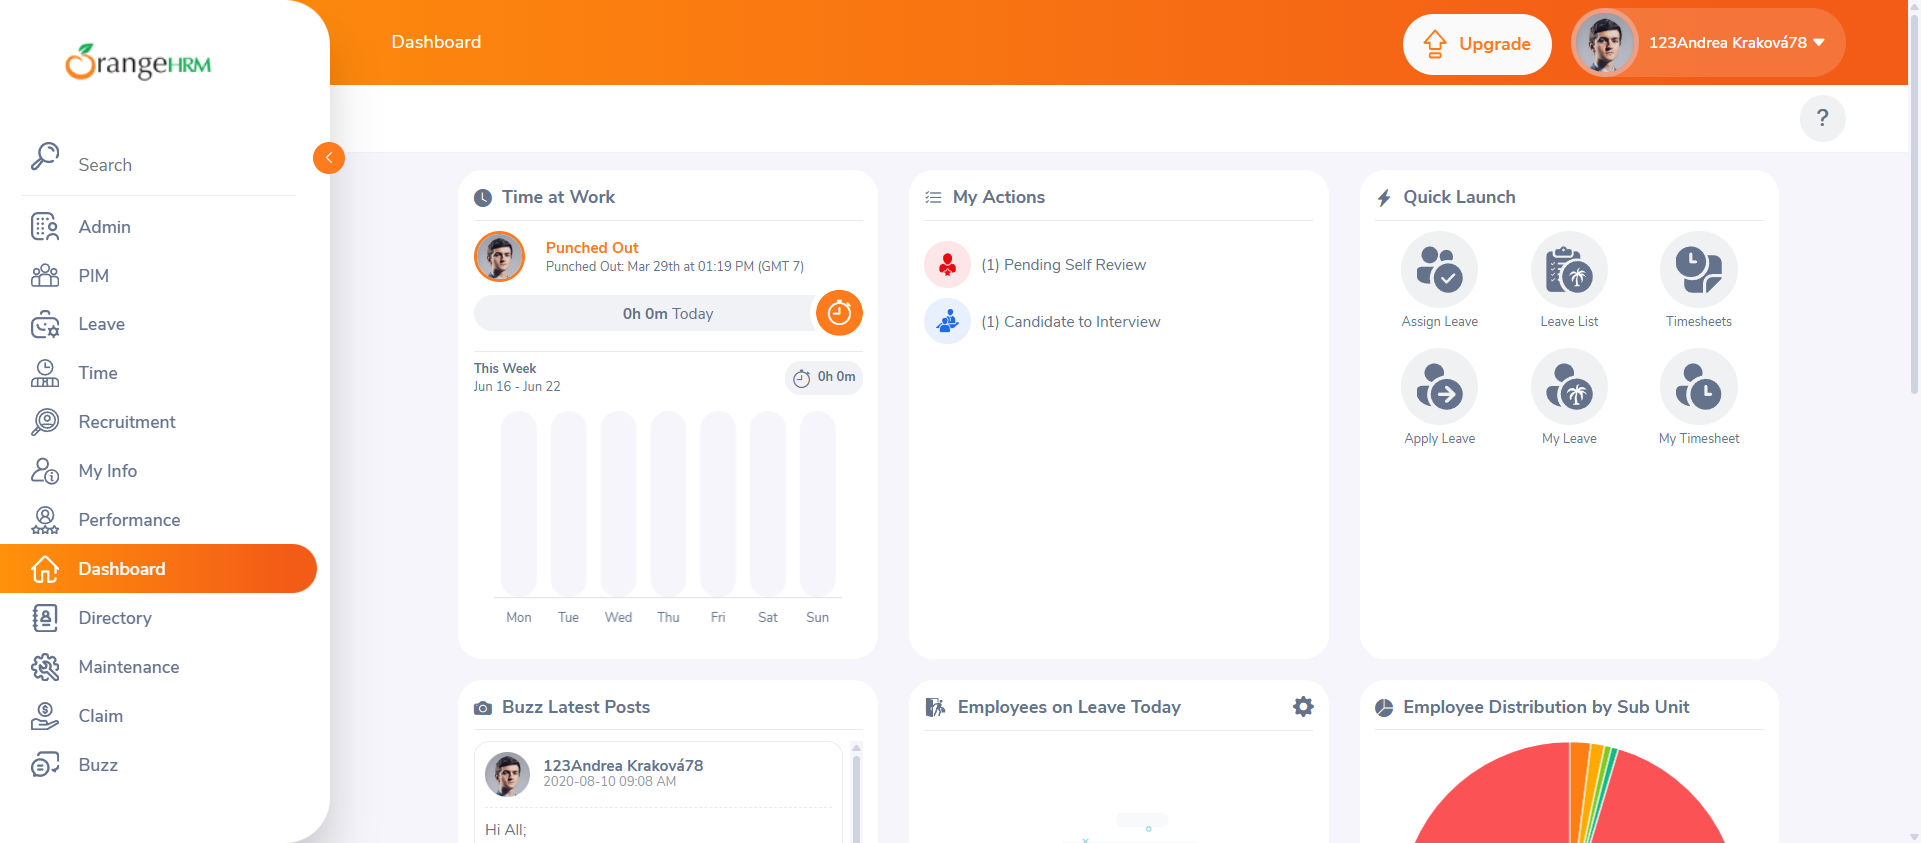 OrangeHRM
Search
Admin
PIM
Leave
Time
Recruitment
My Info
Performance
Dashboard
Directory
Maintenance
Claim
Buzz
Dashboard
Upgrade
123Andrea Kraková78
?
Time at Work
Punched Out
Punched Out: Mar 29th at 01:19 PM (GMT 7)
0h 0m Today
This Week
Jun 16 - Jun 22
0h 0m
Mon Tue Wed Thu Fri Sat Sun
My Actions
(1) Pending Self Review
(1) Candidate to Interview
Quick Launch
Assign Leave Leave List Timesheets
Apply Leave My Leave My Timesheet
Buzz Latest Posts
123Andrea Kraková78
2020-08-10 09:08 AM
Hi All;
Employees on Leave Today
Employee Distribution by Sub Unit